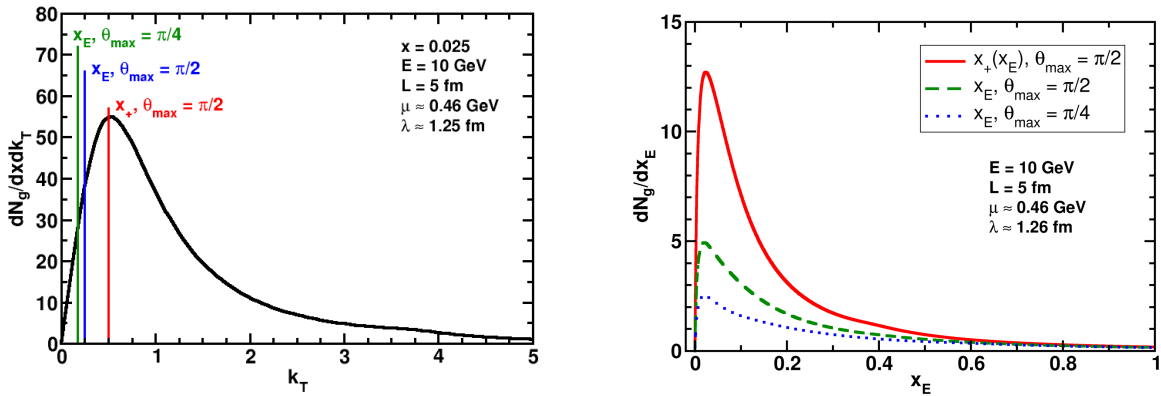 80
70
60
50
40
30
20
10
0
dN_g/dxdk_T
x_E, θ_max = π/4
x_E, θ_max = π/2
x_+, θ_max = π/2
x = 0.025
E = 10 GeV
L = 5 fm
μ ≈ 0.46 GeV
λ ≈ 1.25 fm
0 1 2 3 4 5
k_T
15
10
5
0
dN_g/dx_E
x_+(x_E), θ_max = π/2
x_E, θ_max = π/2
x_E, θ_max = π/4
E = 10 GeV
L = 5 fm
μ ≈ 0.46 GeV
λ ≈ 1.26 fm
0 0.2 0.4 0.6 0.8 1
x_E